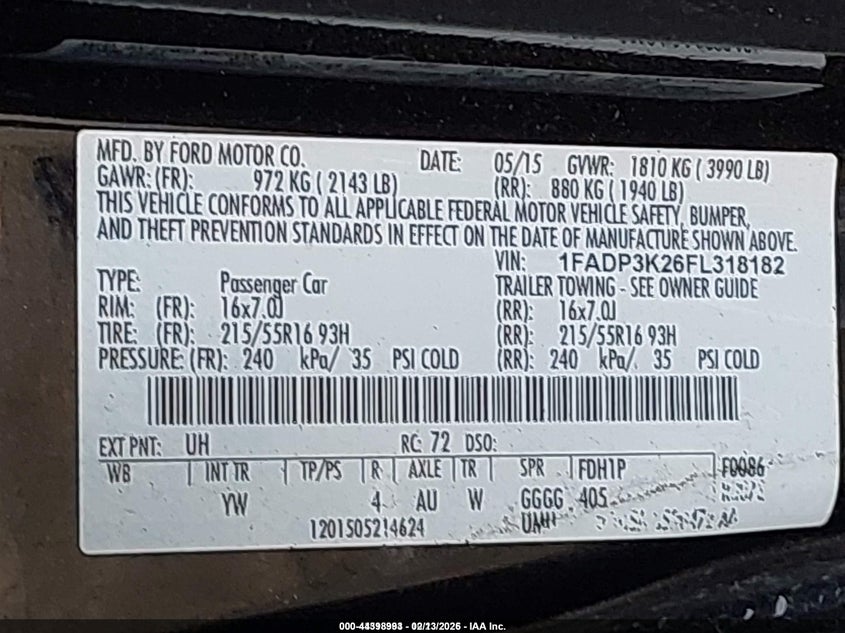 MFD. BY FORD MOTOR CO. DATE: 05/15 GVWR: 1810 KG ( 3990 LB)
GAWR: (FR): 972 KG ( 2143 LB) (RR): 880 KG ( 1940 LB)
THIS VEHICLE CONFORMS TO ALL APPLICABLE FEDERAL MOTOR VEHICLE SAFETY, BUMPER,
AND THEFT PREVENTION STANDARDS IN EFFECT ON THE DATE OF MANUFACTURE SHOWN ABOVE.
VIN: 1FADP3K26FL318182
TYPE: Passenger Car TRAILER TOWING - SEE OWNER GUIDE
RIM: (FR): 16x7.0J (RR): 16x7.0J
TIRE: (FR): 215/55R16 93H (RR): 215/55R16 93H
PRESSURE: (FR): 240 kPa/ 35 PSI COLD (RR): 240 kPa/ 35 PSI COLD
EXT PNT: UH RC: 72 DSO:
WB INT TR TP/PS R AXLE TR SPR FDH1P F0086
YW 4 AU W GGGG 405
1201505214624
02/13/2026 - IAA Inc.